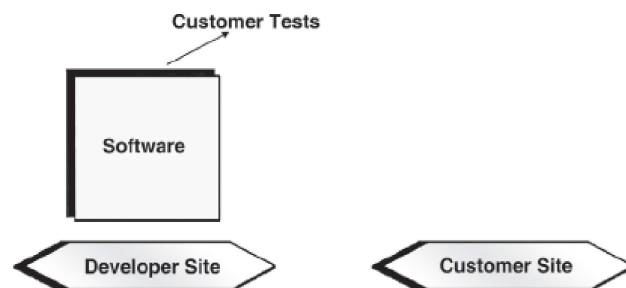 Customer Tests
Software
Developer Site
Customer Site